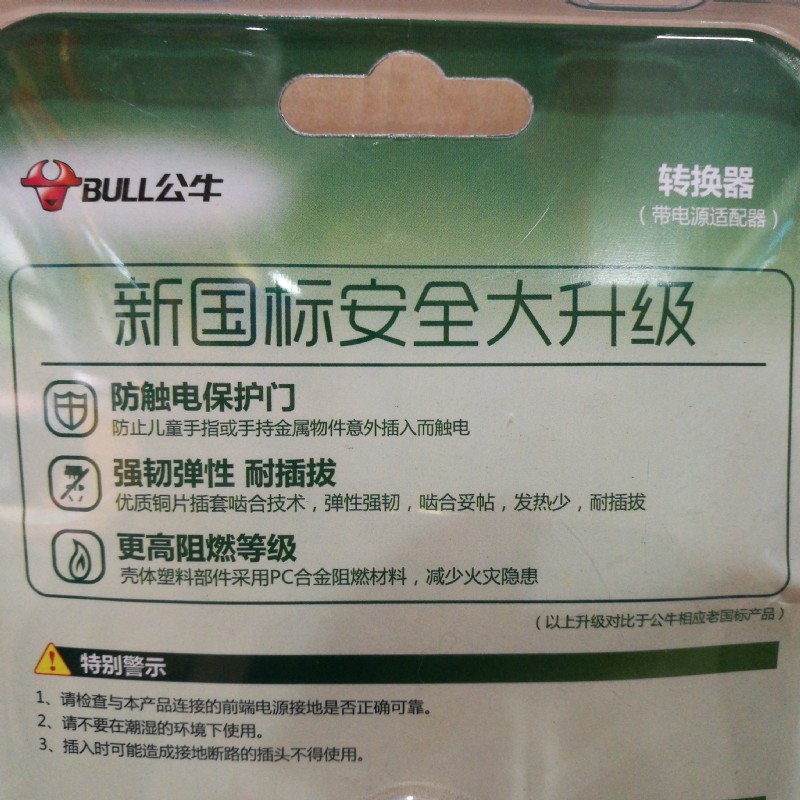 BULL公牛
转换器
（带电源适配器）
新国标安全大升级
防触电保护门
防止儿童手指或手持金属物件意外插入而触电
强韧弹性 耐插拔
优质铜片插套啮合技术，弹性强韧，啮合妥帖，发热少，耐插拔
更高阻燃等级
壳体塑料部件采用PC合金阻燃材料，减少火灾隐患
（以上升级对比于公牛相应老国标产品）
特别警示
1、请检查与本产品连接的前端电源接地是否正确可靠。
2、请不要在潮湿的环境下使用。
3、插入时可能造成接地断路的插头不得使用。